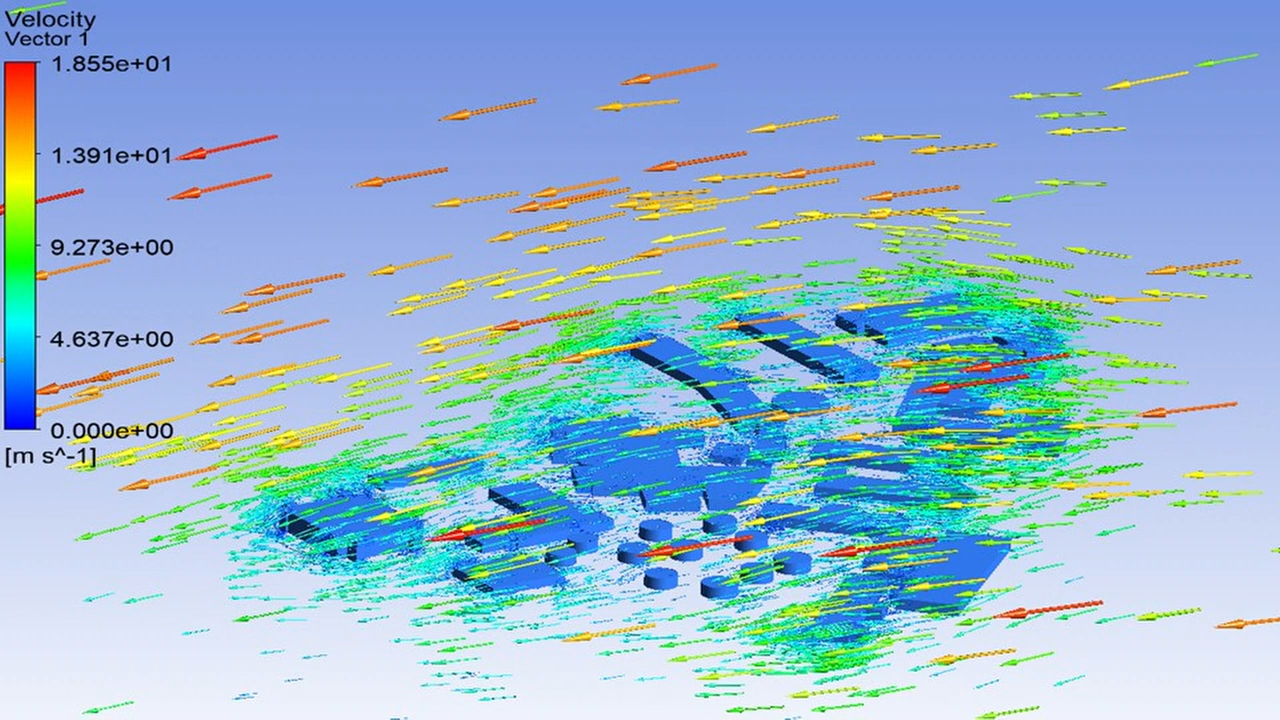 Velocity
Vector 1
1.855e+01
1.391e+01
9.273e+00
4.637e+00
0.000e+00
[m s^-1]